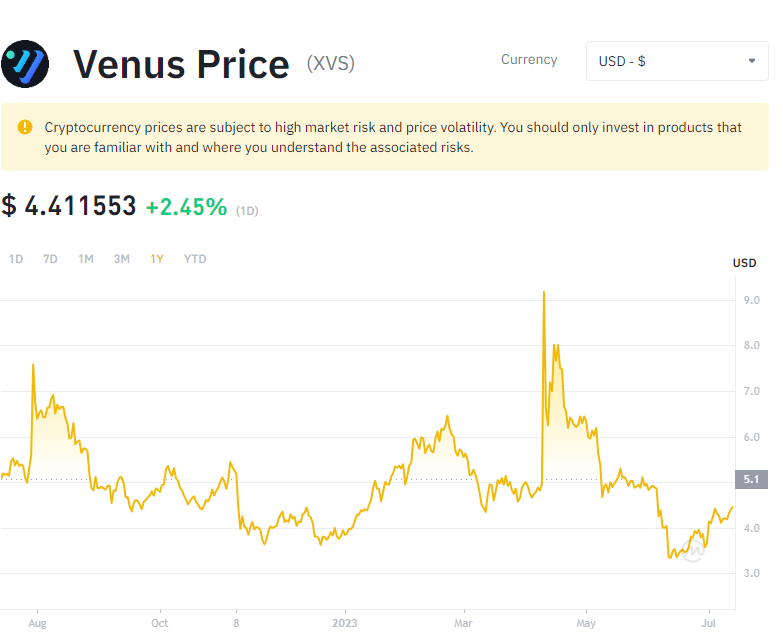 Venus Price (XVS)
Currency
USD - $
Cryptocurrency prices are subject to high market risk and price volatility. You should only invest in products that
you are familiar with and where you understand the associated risks.
$ 4.411553 +2.45% (1D)
1D 7D 1M 3M 1Y YTD
USD
9.0
8.0
7.0
6.0
5.1
4.0
3.0
Aug Oct 8 2023 Mar May Jul